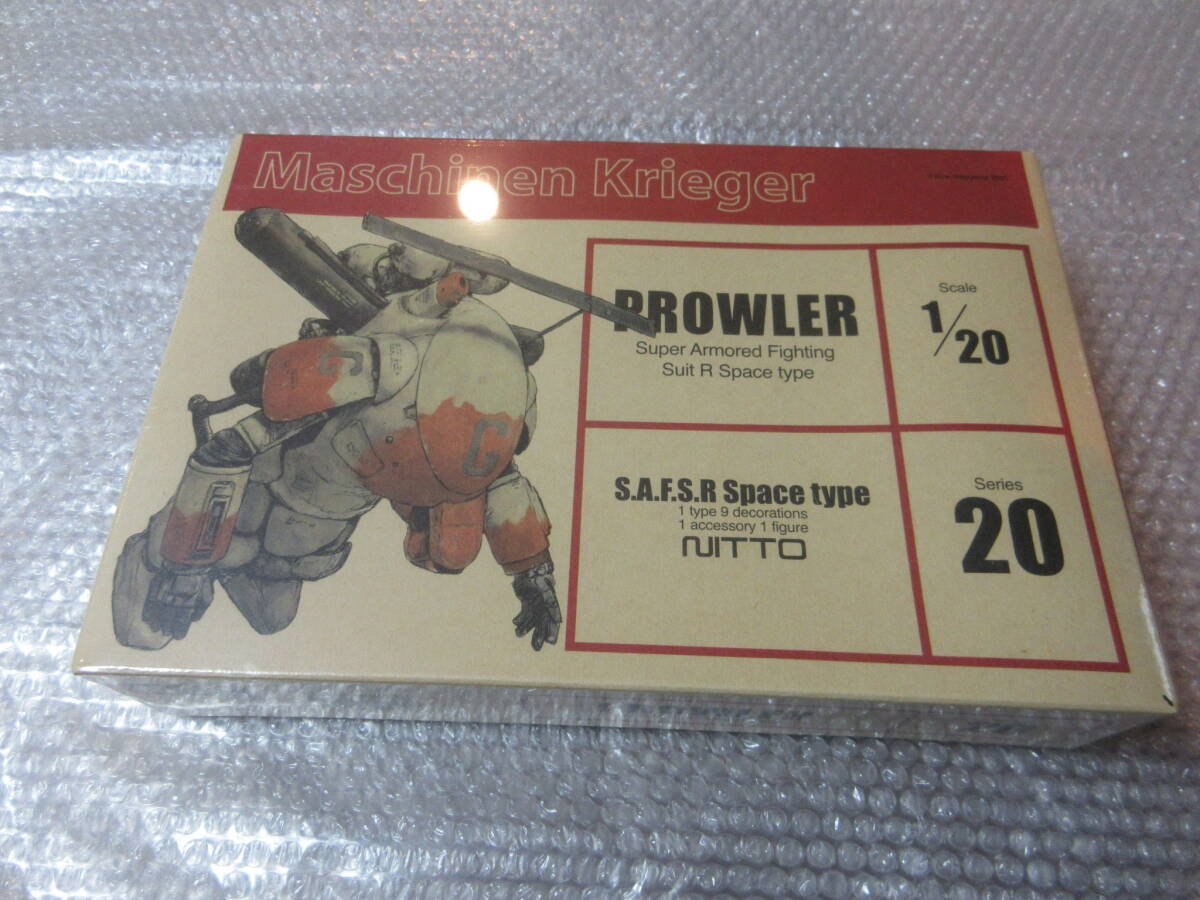 Maschinen Krieger
PROWLER
Super Armored Fighting
Suit R Space type
Scale
1/20
S.A.F.S.R Space type
1 type 9 decorations
1 accessory 1 figure
NITTO
Series
20
G
G